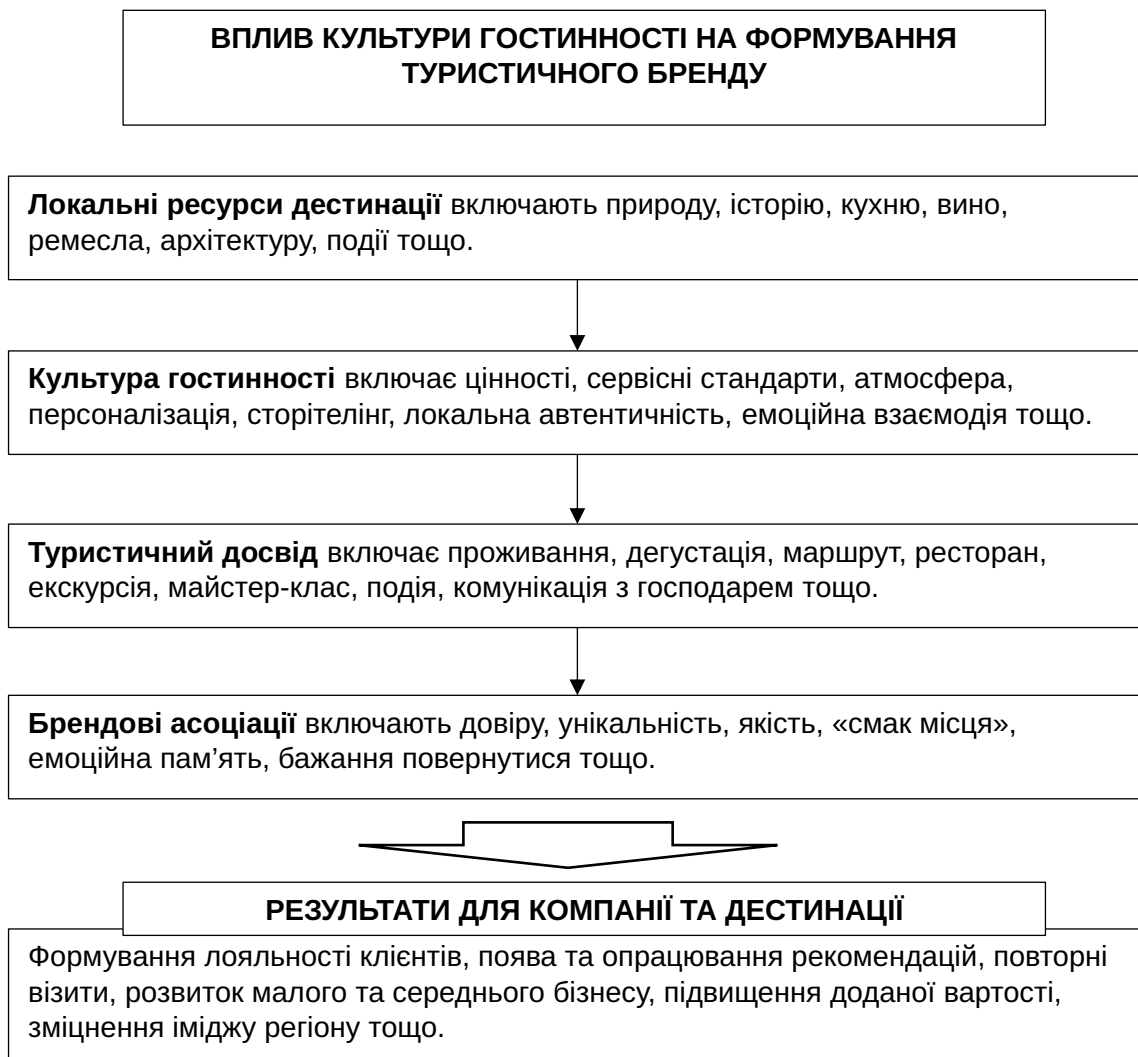 ВПЛИВ КУЛЬТУРИ ГОСТИННОСТІ НА ФОРМУВАННЯ
ТУРИСТИЧНОГО БРЕНДУ
Локальні ресурси дестинації включають природу, історію, кухню, вино,
ремесла, архітектуру, події тощо.
Культура гостинності включає цінності, сервісні стандарти, атмосфера,
персоналізація, сторітелінг, локальна автентичність, емоційна взаємодія тощо.
Туристичний досвід включає проживання, дегустація, маршрут, ресторан,
екскурсія, майстер-клас, подія, комунікація з господарем тощо.
Брендові асоціації включають довіру, унікальність, якість, «смак місця»,
емоційна пам’ять, бажання повернутися тощо.
РЕЗУЛЬТАТИ ДЛЯ КОМПАНІЇ ТА ДЕСТИНАЦІЇ
Формування лояльності клієнтів, поява та опрацювання рекомендацій, повторні
візити, розвиток малого та середнього бізнесу, підвищення доданої вартості,
зміцнення іміджу регіону тощо.